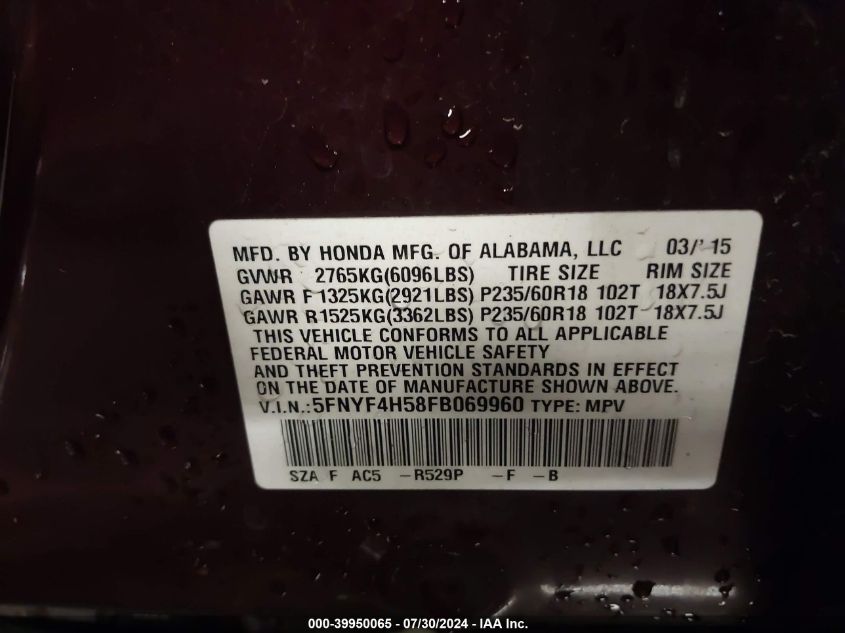 MFD. BY HONDA MFG. OF ALABAMA, LLC 03/'15
GVWR 2765KG(6096LBS) TIRE SIZE RIM SIZE
GAWR F 1325KG(2921LBS) P235/60R18 102T 18X7.5J
GAWR R1525KG(3362LBS) P235/60R18 102T 18X7.5J
THIS VEHICLE CONFORMS TO ALL APPLICABLE
FEDERAL MOTOR VEHICLE SAFETY
AND THEFT PREVENTION STANDARDS IN EFFECT
ON THE DATE OF MANUFACTURE SHOWN ABOVE.
V.I.N.:5FNYF4H58FB069960 TYPE: MPV
SZA F AC5 -R529P -F -B
000-39950065 - 07/30/2024 - IAA Inc.